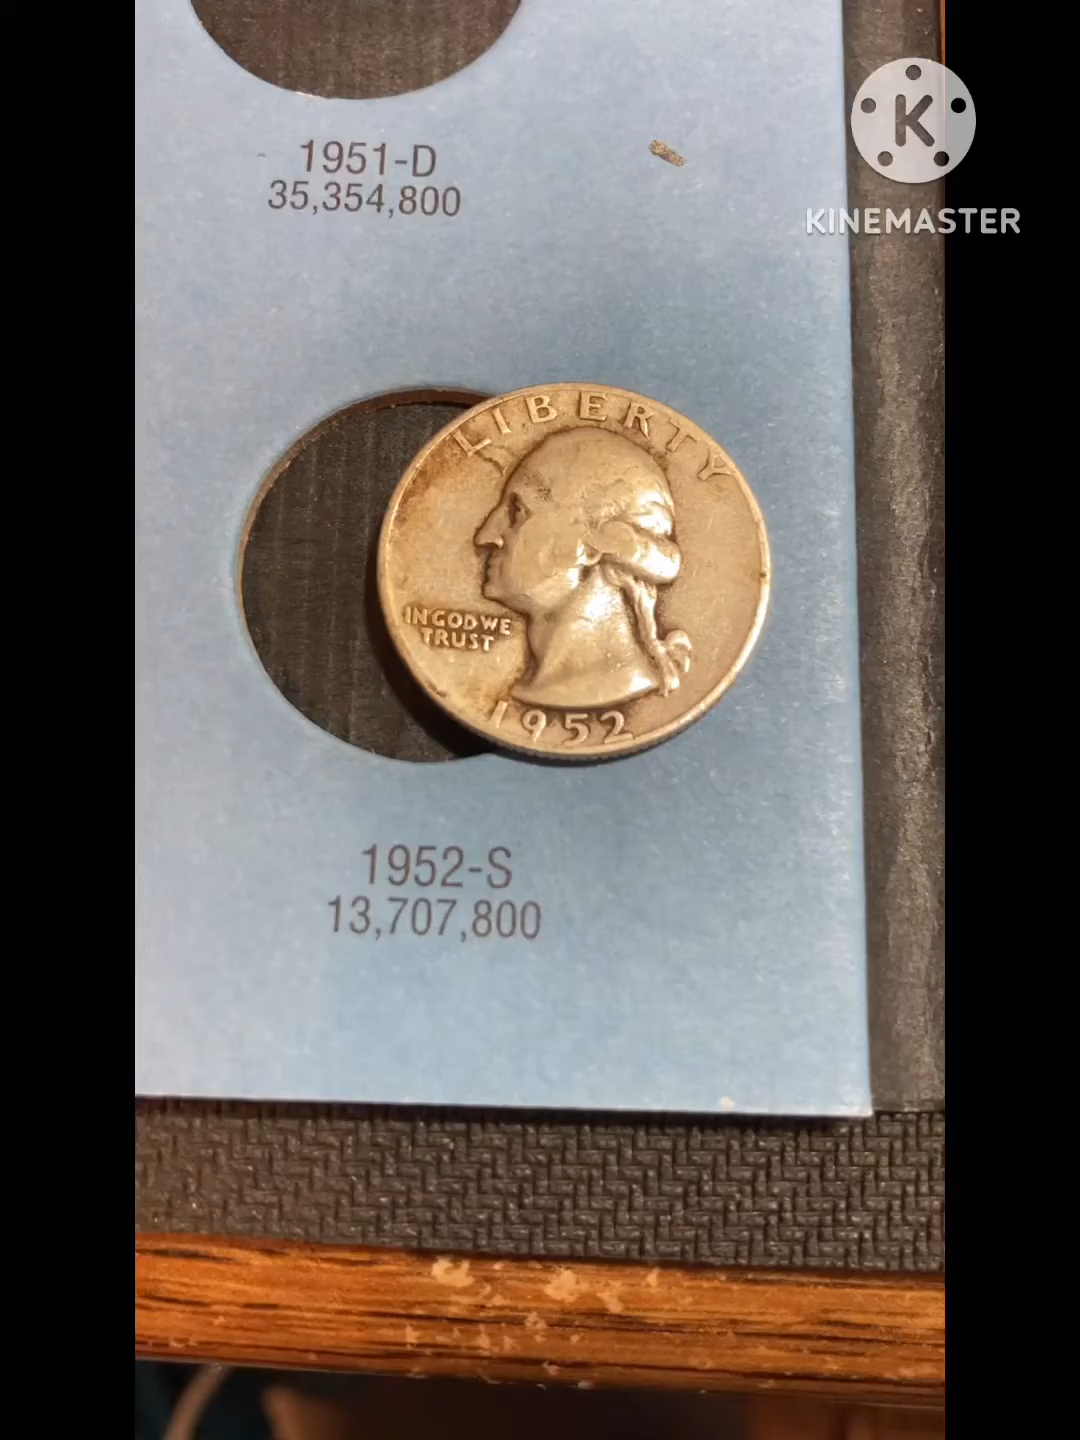 K
KINEMASTER
1951-D
35,354,800
LIBERTY
IN GOD WE
TRUST
1952
1952-S
13,707,800